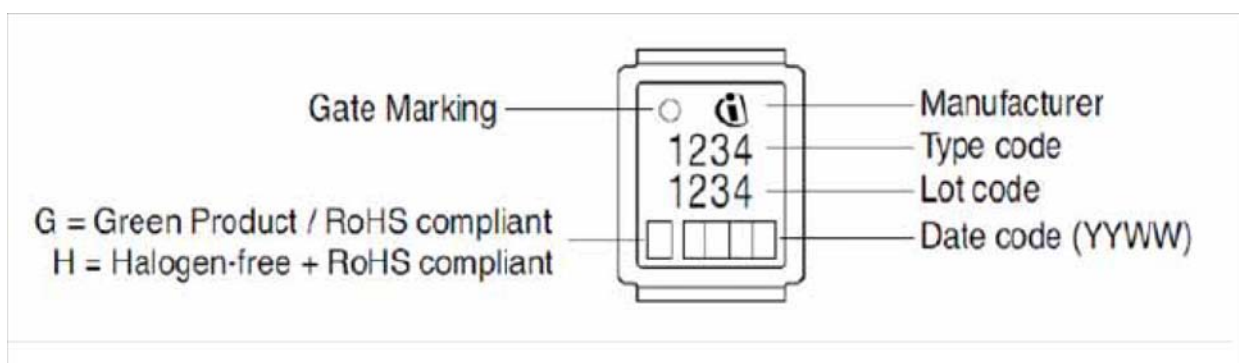 Gate Marking
Manufacturer
1234
Type code
1234
Lot code
G = Green Product / RoHS compliant
H = Halogen-free + RoHS compliant
Date code (YYWW)